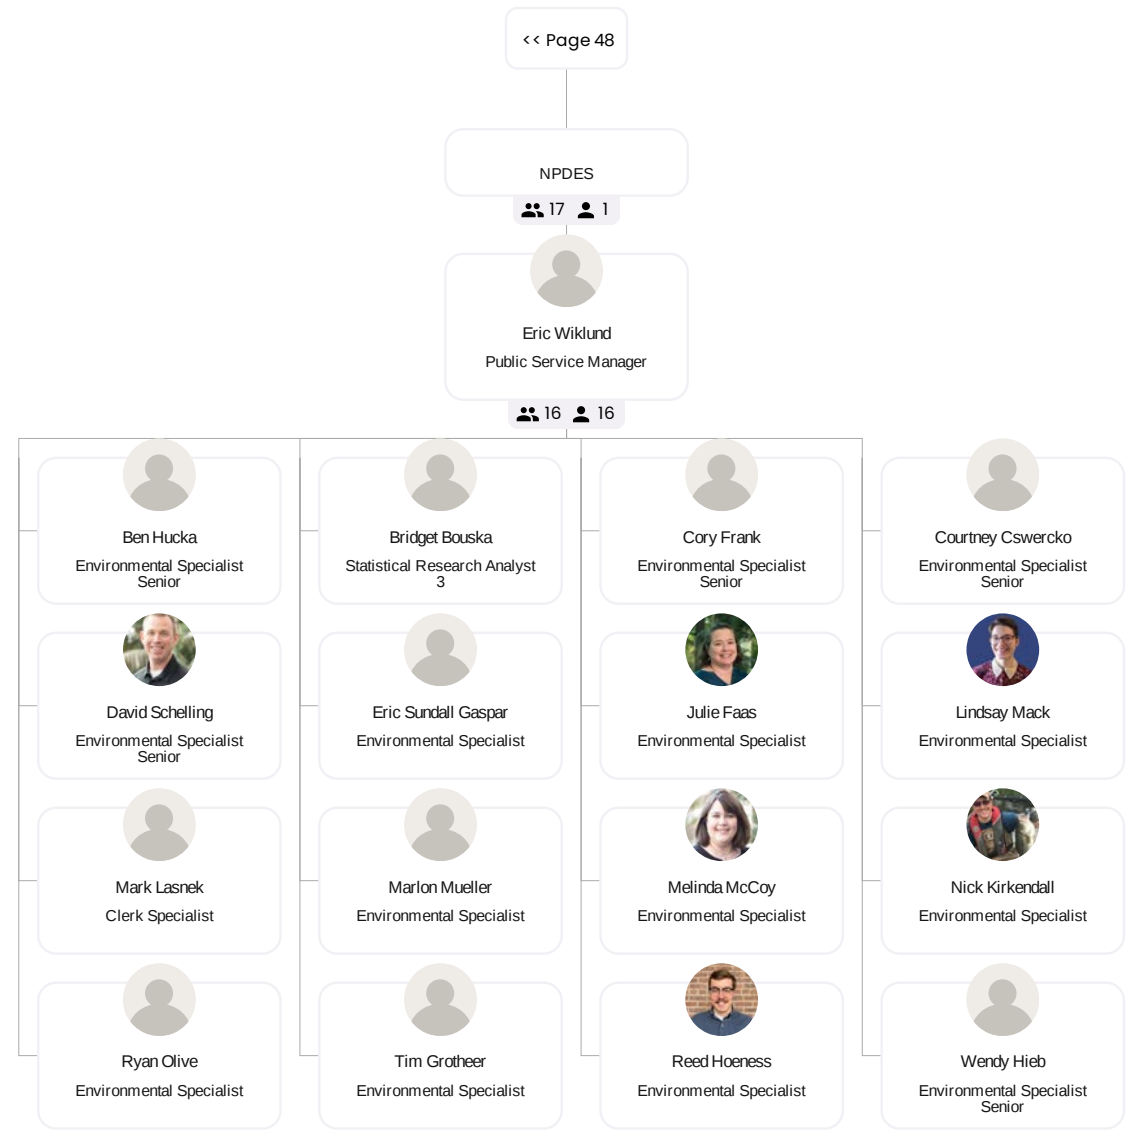 << Page 48
NPDES
17 1
Eric Wiklund
Public Service Manager
16 16
Ben Hucka
Environmental Specialist
Senior
Bridget Bouska
Statistical Research Analyst
3
Cory Frank
Environmental Specialist
Senior
Courtney Cswercko
Environmental Specialist
Senior
David Schelling
Environmental Specialist
Senior
Eric Sundall Gaspar
Environmental Specialist
Julie Faas
Environmental Specialist
Lindsay Mack
Environmental Specialist
Mark Lasnek
Clerk Specialist
Marlon Mueller
Environmental Specialist
Melinda McCoy
Environmental Specialist
Nick Kirkendall
Environmental Specialist
Ryan Olive
Environmental Specialist
Tim Grotheer
Environmental Specialist
Reed Hoeness
Environmental Specialist
Wendy Hieb
Environmental Specialist
Senior